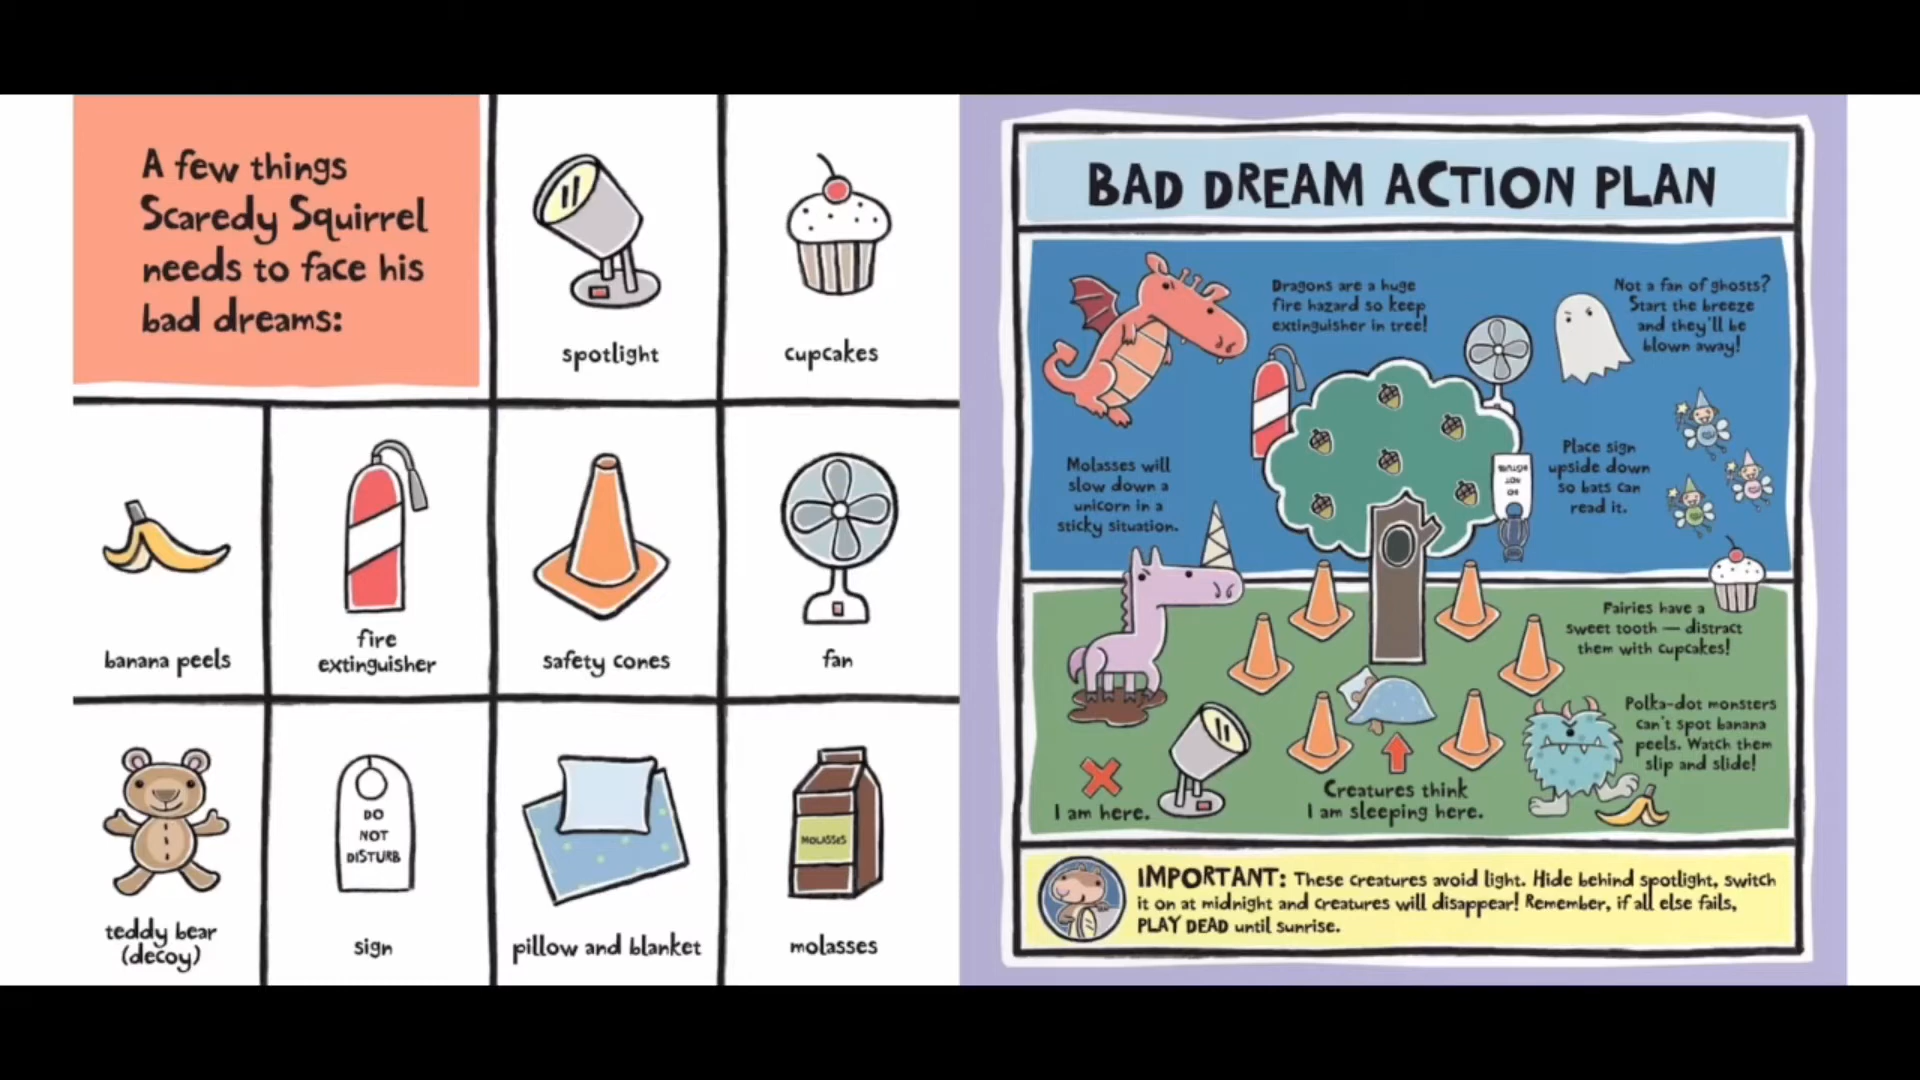 A few things
Scaredy Squirrel
needs to face his
bad dreams:
spotlight
cupcakes
banana peels
fire
extinguisher
safety cones
fan
teddy bear
(decoy)
DO
NOT
DISTURB
sign
pillow and blanket
MOLASSES
molasses
BAD DREAM ACTION PLAN
Dragons are a huge
fire hazard so keep
extinguisher in tree!
Not a fan of ghosts?
Start the breeze
and they'll be
blown away!
Molasses will
slow down a
unicorn in a
sticky situation.
Place sign
upside down
so bats can
read it.
DO
NOT
DISTURB
Fairies have a
sweet tooth — distract
them with cupcakes!
Polka-dot monsters
can't spot banana
peels. Watch them
slip and slide!
I am here.
Creatures think
I am sleeping here.
IMPORTANT: These creatures avoid light. Hide behind spotlight, switch
it on at midnight and creatures will disappear! Remember, if all else fails,
PLAY DEAD until sunrise.